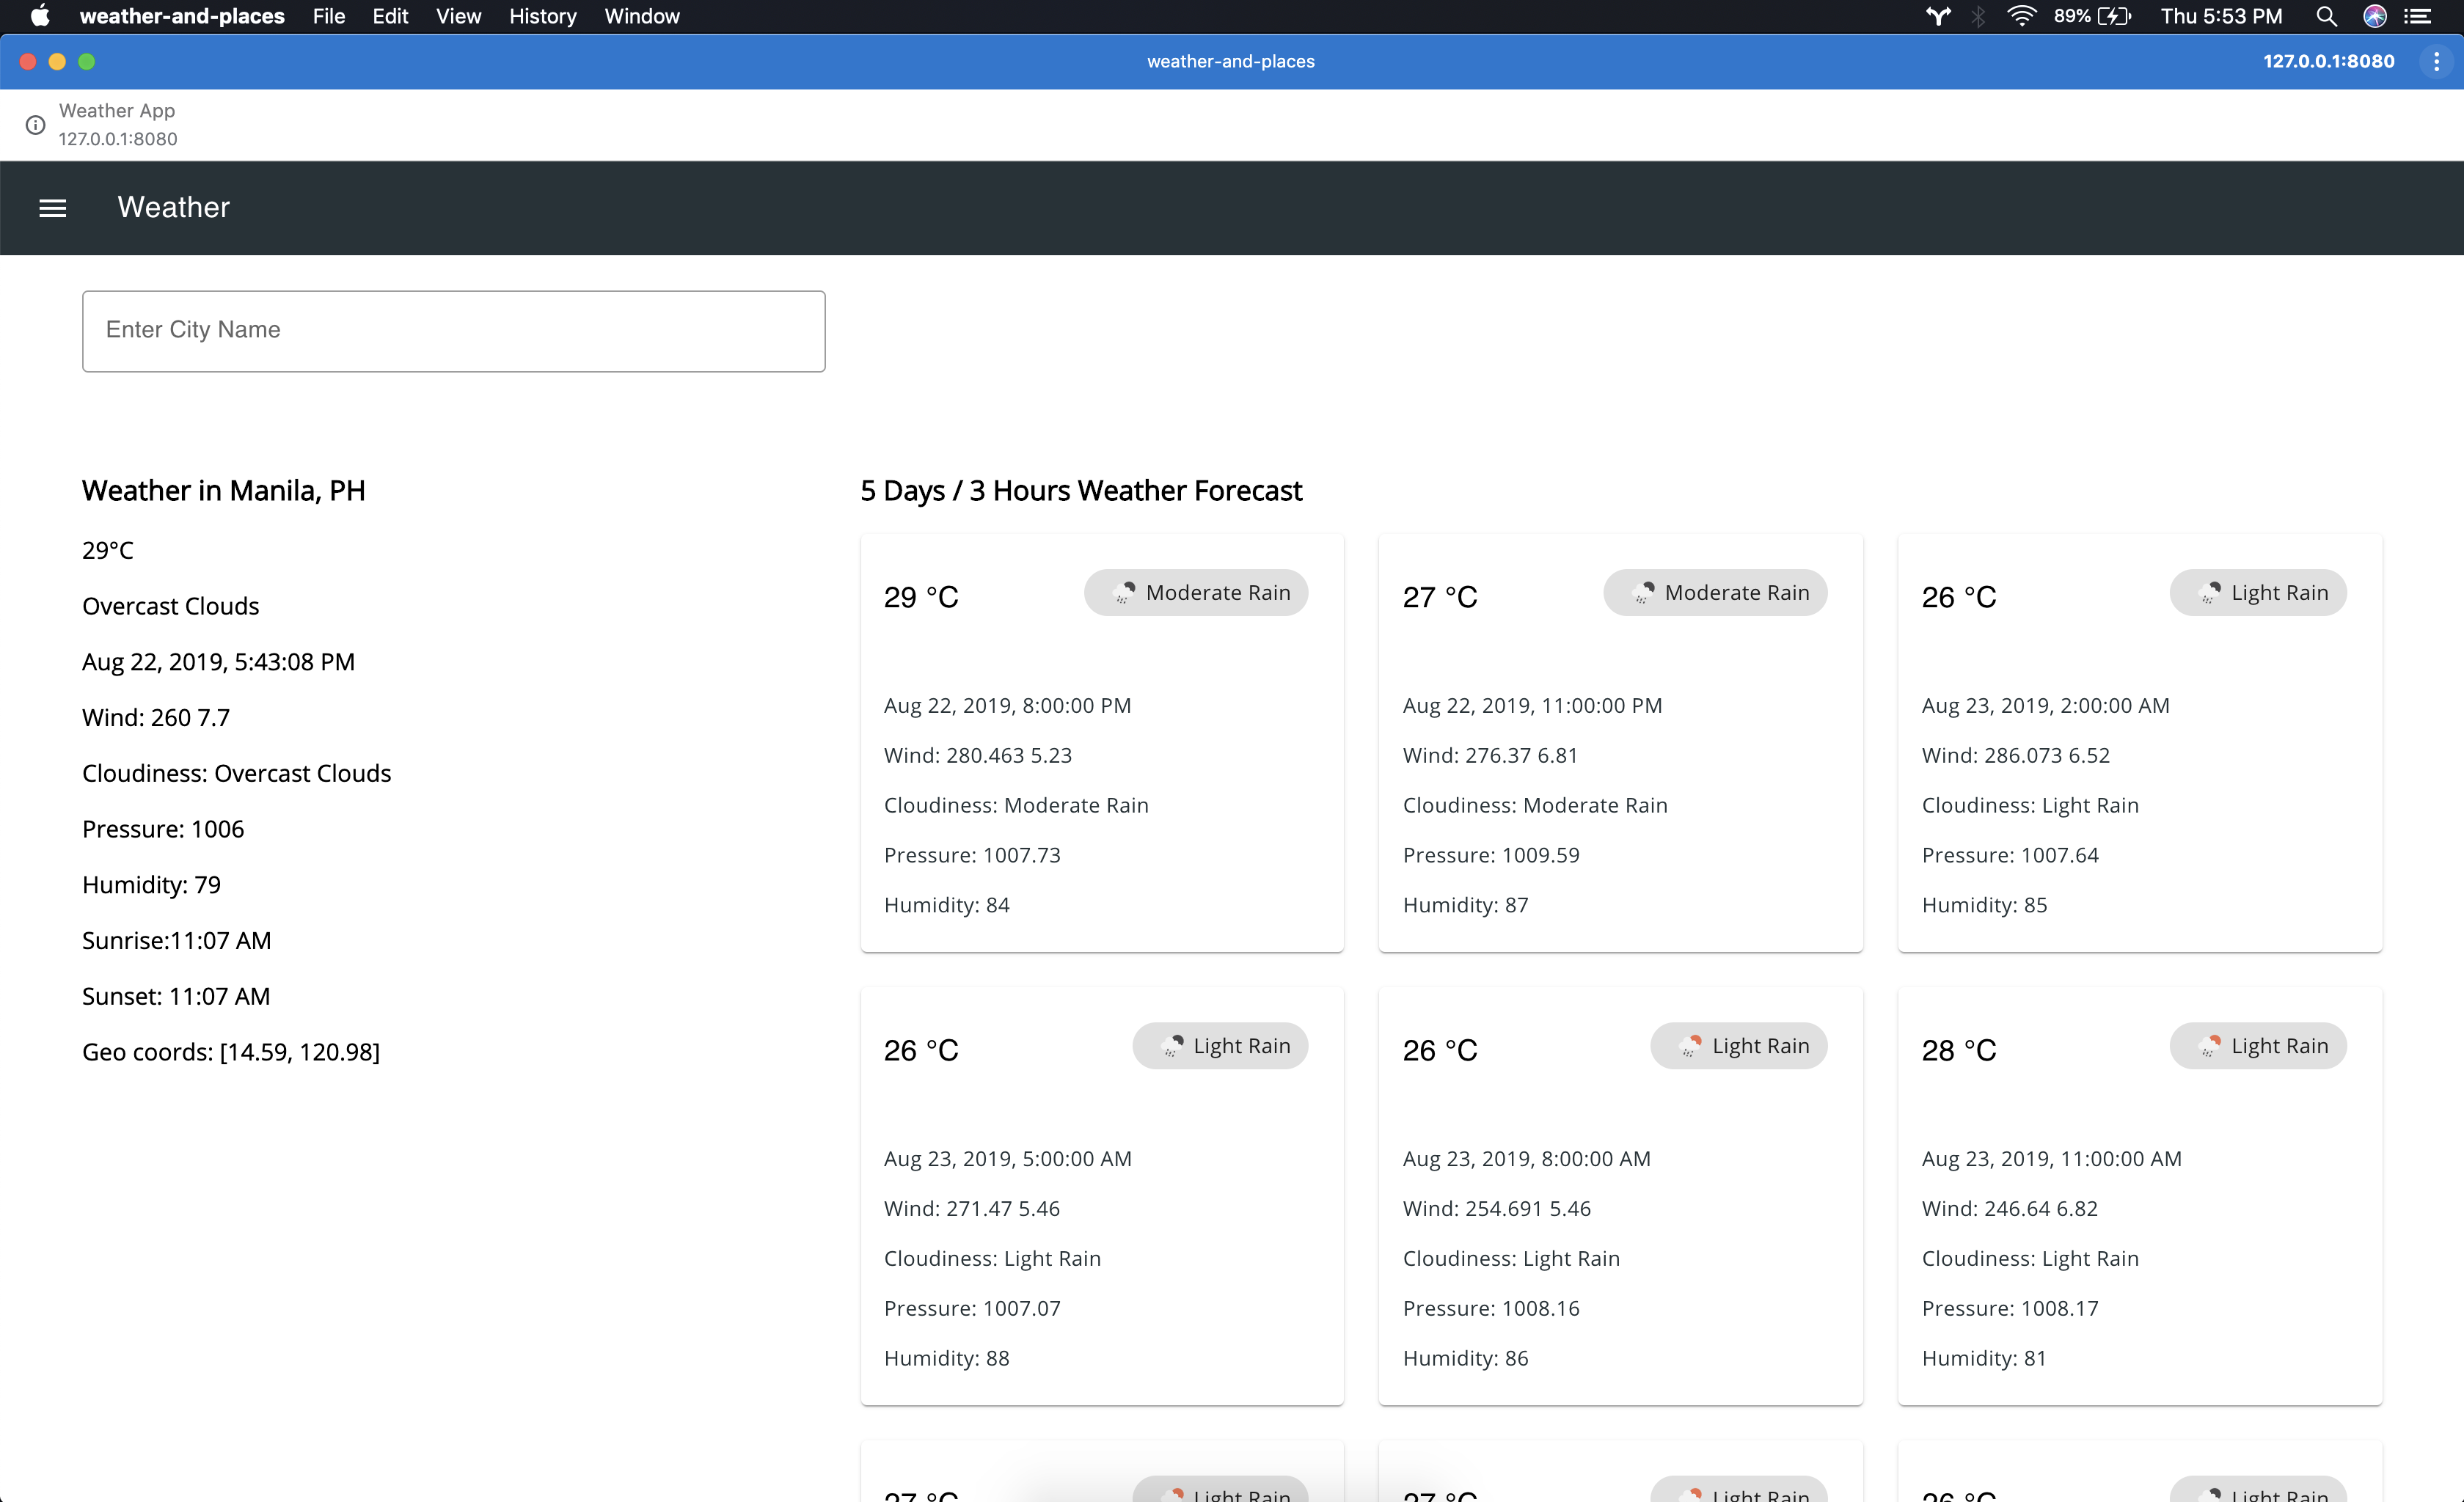 weather-and-places File Edit View History Window 89% Thu 5:53 PM
weather-and-places 127.0.0.1:8080
Weather App
127.0.0.1:8080
Weather
Enter City Name
Weather in Manila, PH
29°C
Overcast Clouds
Aug 22, 2019, 5:43:08 PM
Wind: 260 7.7
Cloudiness: Overcast Clouds
Pressure: 1006
Humidity: 79
Sunrise:11:07 AM
Sunset: 11:07 AM
Geo coords: [14.59, 120.98]
5 Days / 3 Hours Weather Forecast
29 °C Moderate Rain
Aug 22, 2019, 8:00:00 PM
Wind: 280.463 5.23
Cloudiness: Moderate Rain
Pressure: 1007.73
Humidity: 84
27 °C Moderate Rain
Aug 22, 2019, 11:00:00 PM
Wind: 276.37 6.81
Cloudiness: Moderate Rain
Pressure: 1009.59
Humidity: 87
26 °C Light Rain
Aug 23, 2019, 2:00:00 AM
Wind: 286.073 6.52
Cloudiness: Light Rain
Pressure: 1007.64
Humidity: 85
26 °C Light Rain
Aug 23, 2019, 5:00:00 AM
Wind: 271.47 5.46
Cloudiness: Light Rain
Pressure: 1007.07
Humidity: 88
26 °C Light Rain
Aug 23, 2019, 8:00:00 AM
Wind: 254.691 5.46
Cloudiness: Light Rain
Pressure: 1008.16
Humidity: 86
28 °C Light Rain
Aug 23, 2019, 11:00:00 AM
Wind: 246.64 6.82
Cloudiness: Light Rain
Pressure: 1008.17
Humidity: 81
27 °C Light Rain
27 °C Light Rain
26 °C Light Rain